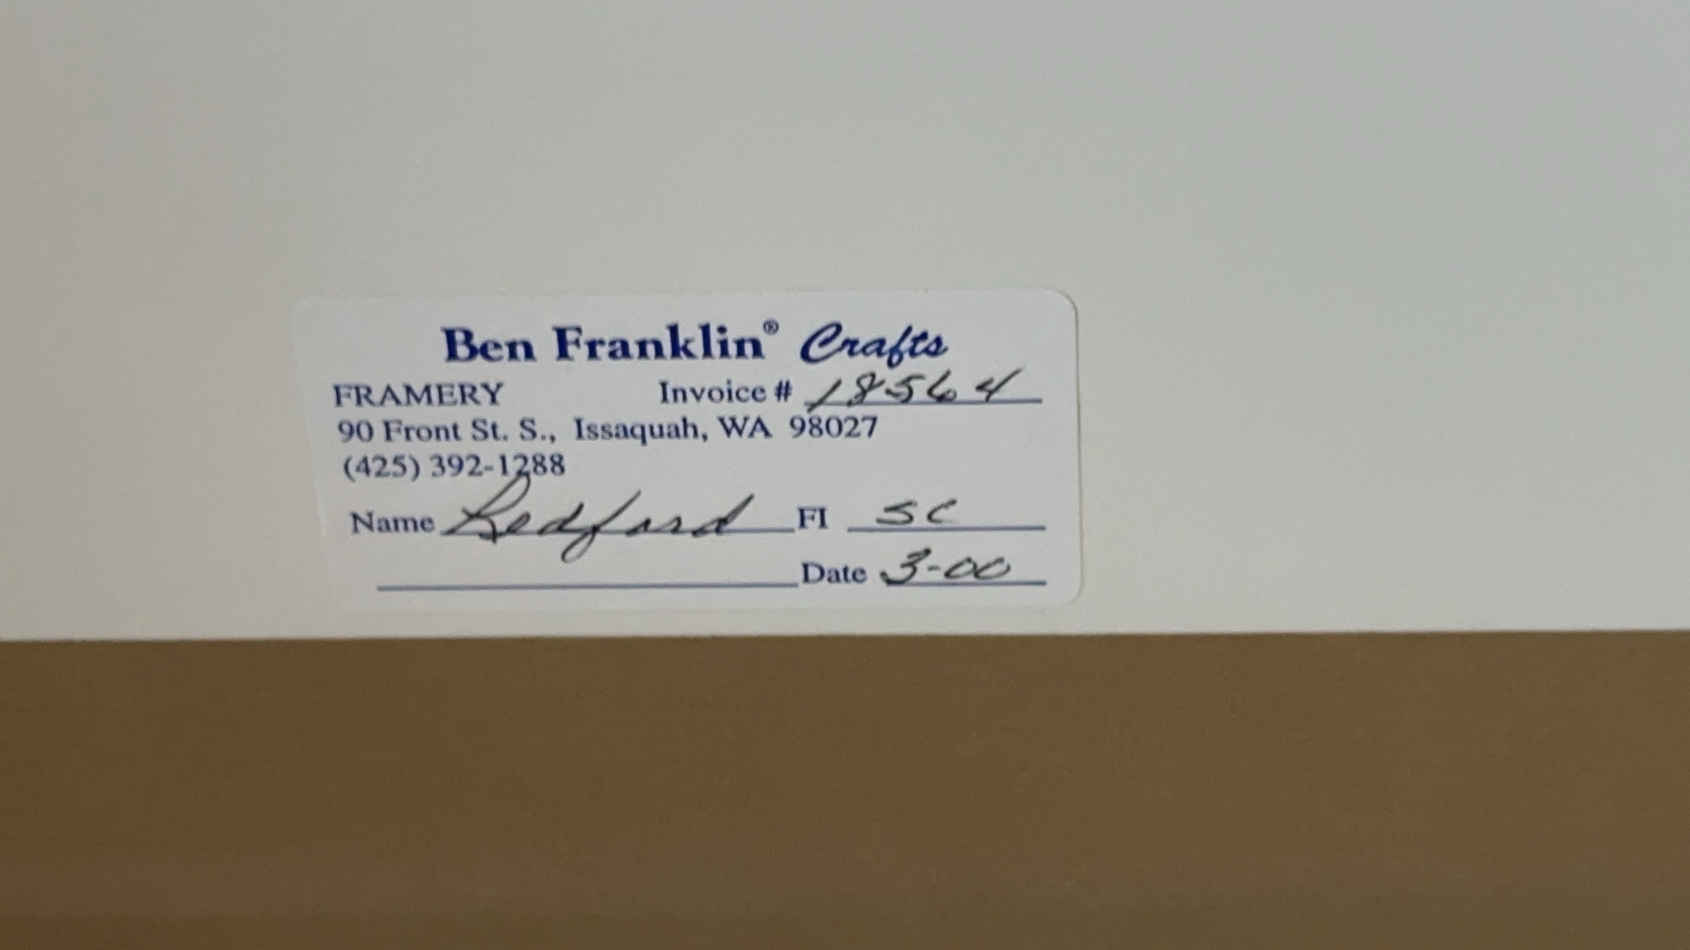 Ben Franklin® Crafts
FRAMERY Invoice # 18564
90 Front St. S., Issaquah, WA 98027
(425) 392-1288
Name Redford FI SC
Date 3-00